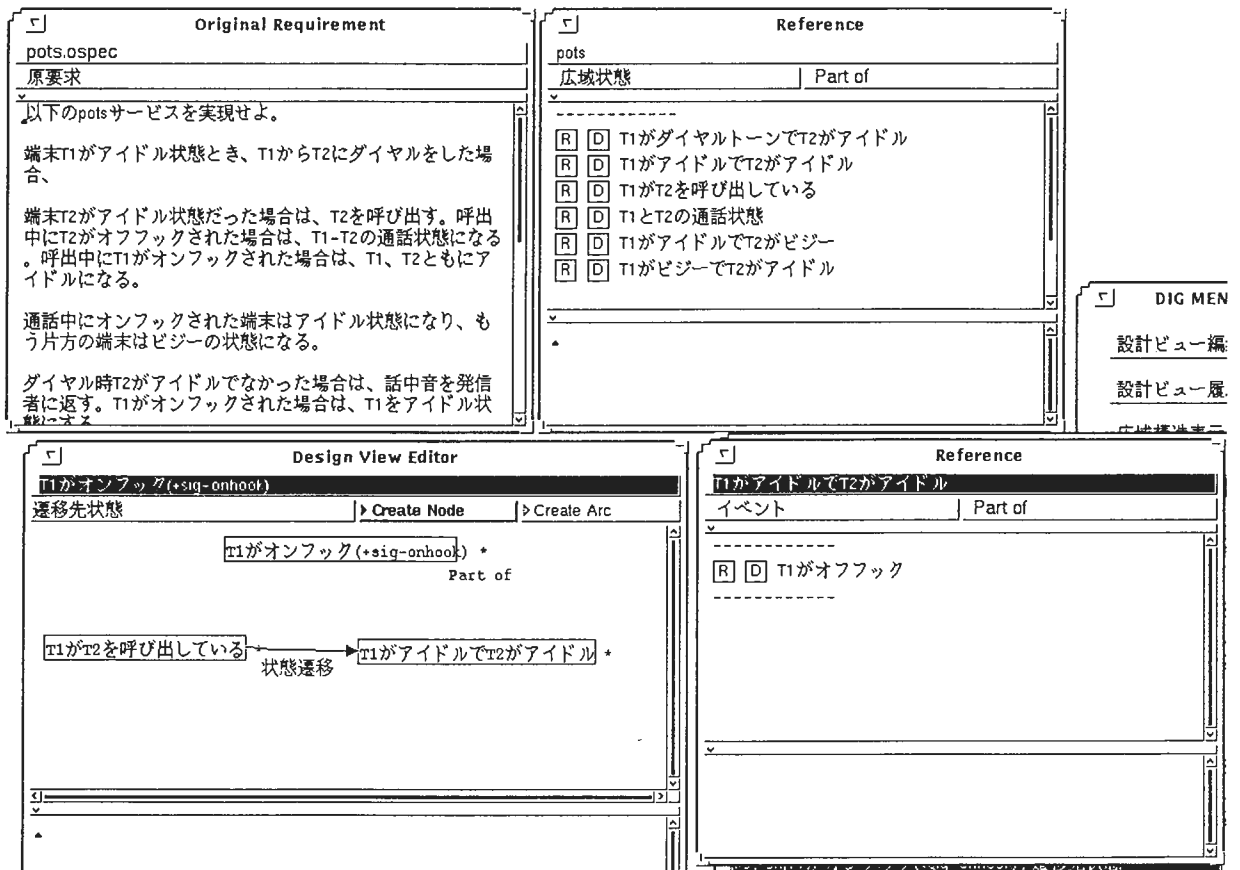 Original Requirement
pots.ospec
原要求
以下のpotsサービスを実現せよ。
端末T1がアイドル状態とき、T1からT2にダイヤルをした場
合、
端末T2がアイドル状態だった場合は、T2を呼び出す。呼出
中にT2がオフフックされた場合は、T1-T2の通話状態になる
。呼出中にT1がオンフックされた場合は、T1、T2ともにア
イドルになる。
通話中にオンフックされた端末はアイドル状態になり、も
う片方の端末はビジーの状態になる。
ダイヤル時T2がアイドルでなかった場合は、話中音を発信
者に返す。T1がオンフックされた場合は、T1をアイドル状
態にする
Reference
pots
広域状態 Part of
------------
R D T1がダイヤルトーンでT2がアイドル
R D T1がアイドルでT2がアイドル
R D T1がT2を呼び出している
R D T1とT2の通話状態
R D T1がアイドルでT2がビジー
R D T1がビジーでT2がアイドル
DIG MEN
設計ビュー編
設計ビュー履
広域構造表示
Design View Editor
T1がオンフック(+sig-onhook)
遷移先状態 Create Node Create Arc
T1がオンフック(+sig-onhook) *
Part of
T1がT2を呼び出している *
状態遷移
T1がアイドルでT2がアイドル *
Reference
T1がアイドルでT2がアイドル
イベント Part of
------------
R D T1がオフフック
------------